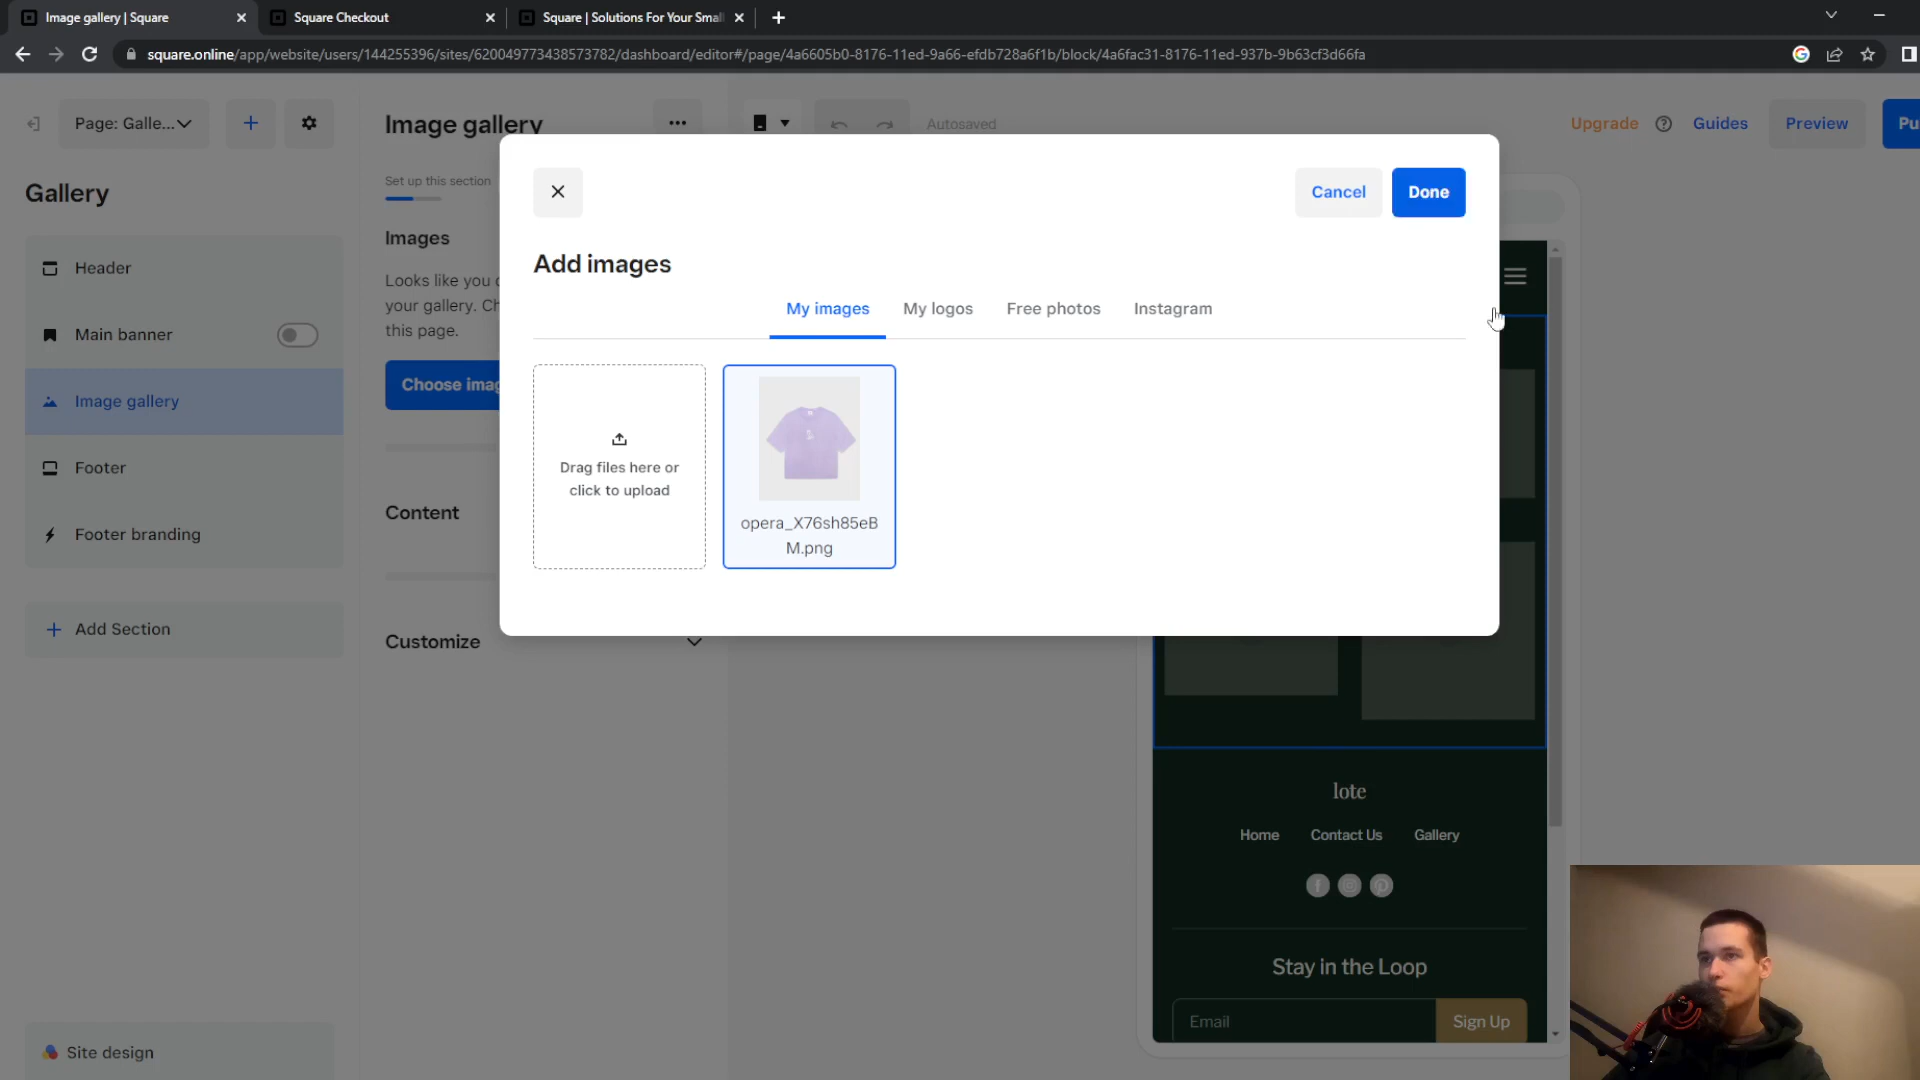 Image gallery | Square
Square Checkout
Square | Solutions For Your Smal
square.online/app/website/users/144255396/sites/620049773438573782/dashboard/editor#/page/4a6605b0-8176-11ed-9a66-efdb728a6f1b/block/4a6fac31-8176-11ed-937b-9b63cf3d66fa
Page: Galle...
Image gallery
Autosaved
Upgrade
Guides
Preview
Pu
Gallery
Set up this section
Header
Main banner
Image gallery
Footer
Footer branding
Add Section
Site design
Images
Looks like you
your gallery. Ch
this page.
Choose imag
Content
Customize
Cancel
Done
Add images
My images
My logos
Free photos
Instagram
Drag files here or
click to upload
opera_X76sh85eB
M.png
lote
Home
Contact Us
Gallery
Stay in the Loop
Email
Sign Up